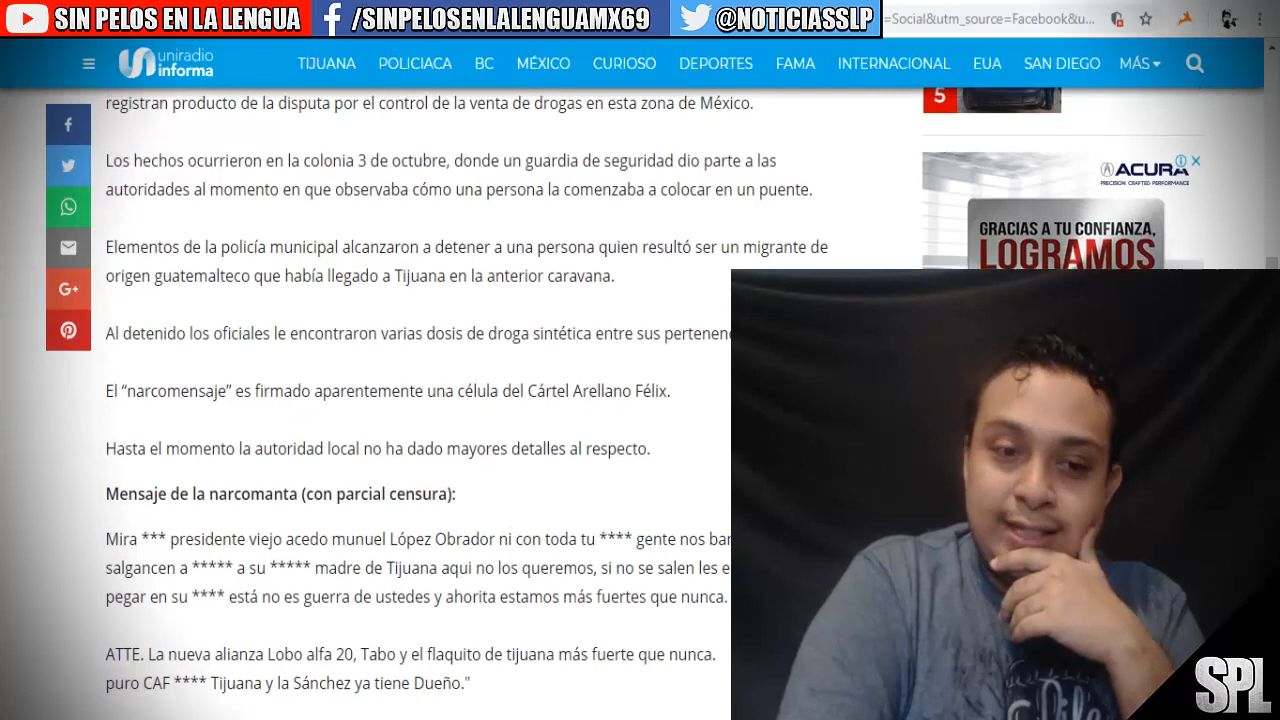 SIN PELOS EN LA LENGUA
f /SINPELOSENLALENGUAMX69
@NOTICIASSLP
=Social&utm_source=Facebook&u...
uniradio
informa
TIJUANA POLICIACA BC MÉXICO CURIOSO DEPORTES FAMA INTERNACIONAL EUA SAN DIEGO MÁS
registran producto de la disputa por el control de la venta de drogas en esta zona de México.
5
Los hechos ocurrieron en la colonia 3 de octubre, donde un guardia de seguridad dio parte a las
autoridades al momento en que observaba cómo una persona la comenzaba a colocar en un puente.
ACURA
PRECISION CRAFTED PERFORMANCE
GRACIAS A TU CONFIANZA,
LOGRAMOS
Elementos de la policía municipal alcanzaron a detener a una persona quien resultó ser un migrante de
origen guatemalteco que había llegado a Tijuana en la anterior caravana.
f
G+
Al detenido los oficiales le encontraron varias dosis de droga sintética entre sus pertenenc
El “narcomensaje” es firmado aparentemente una célula del Cártel Arellano Félix.
Hasta el momento la autoridad local no ha dado mayores detalles al respecto.
Mensaje de la narcomanta (con parcial censura):
Mira *** presidente viejo acedo munuel López Obrador ni con toda tu **** gente nos bar
salgancen a ***** a su ***** madre de Tijuana aqui no los queremos, si no se salen les e
pegar en su **** está no es guerra de ustedes y ahorita estamos más fuertes que nunca.
ATTE. La nueva alianza Lobo alfa 20, Tabo y el flaquito de tijuana más fuerte que nunca.
puro CAF **** Tijuana y la Sánchez ya tiene Dueño."
SPL